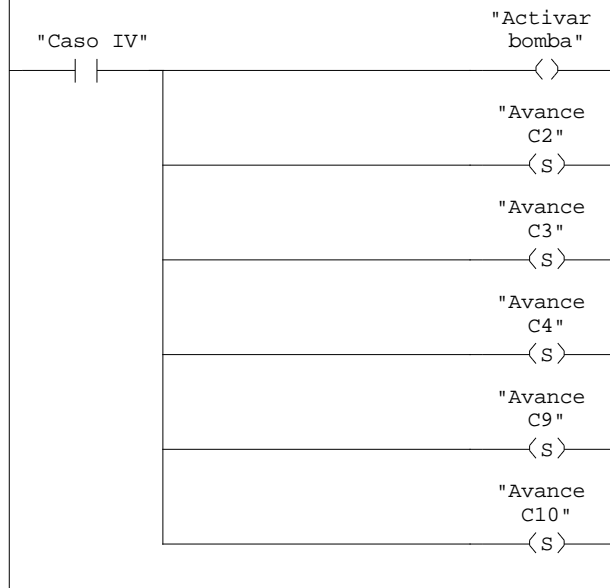 "Activar
bomba"
"Caso IV"
"Avance
C2"
S
"Avance
C3"
S
"Avance
C4"
S
"Avance
C9"
S
"Avance
C10"
S